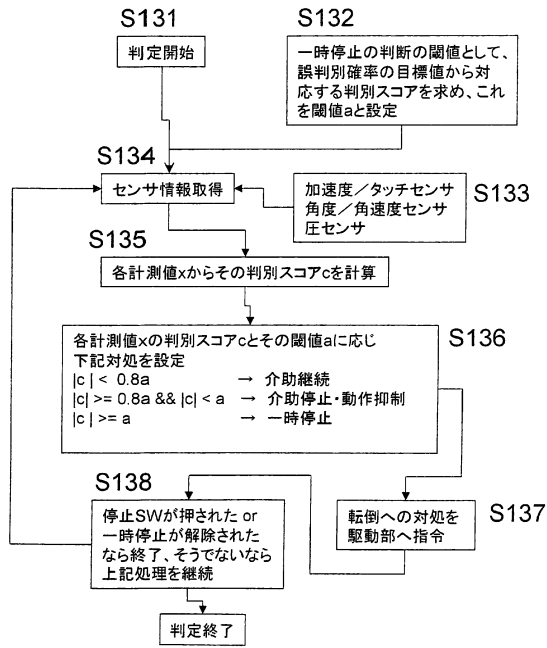 S131
判定開始
S132
一時停止の判断の閾値として、
誤判別確率の目標値から対
応する判別スコアを求め、これ
を閾値aと設定
S134
センサ情報取得
加速度／タッチセンサ
角度／角速度センサ
圧センサ
S133
S135
各計測値xからその判別スコアcを計算
各計測値xの判別スコアcとその閾値aに応じ
下記対処を設定
|c| < 0.8a → 介助継続
|c| >= 0.8a && |c| < a → 介助停止・動作抑制
|c| >= a → 一時停止
S136
S138
停止SWが押された or
一時停止が解除された
なら終了、そうでないなら
上記処理を継続
転倒への対処を
駆動部へ指令
S137
判定終了